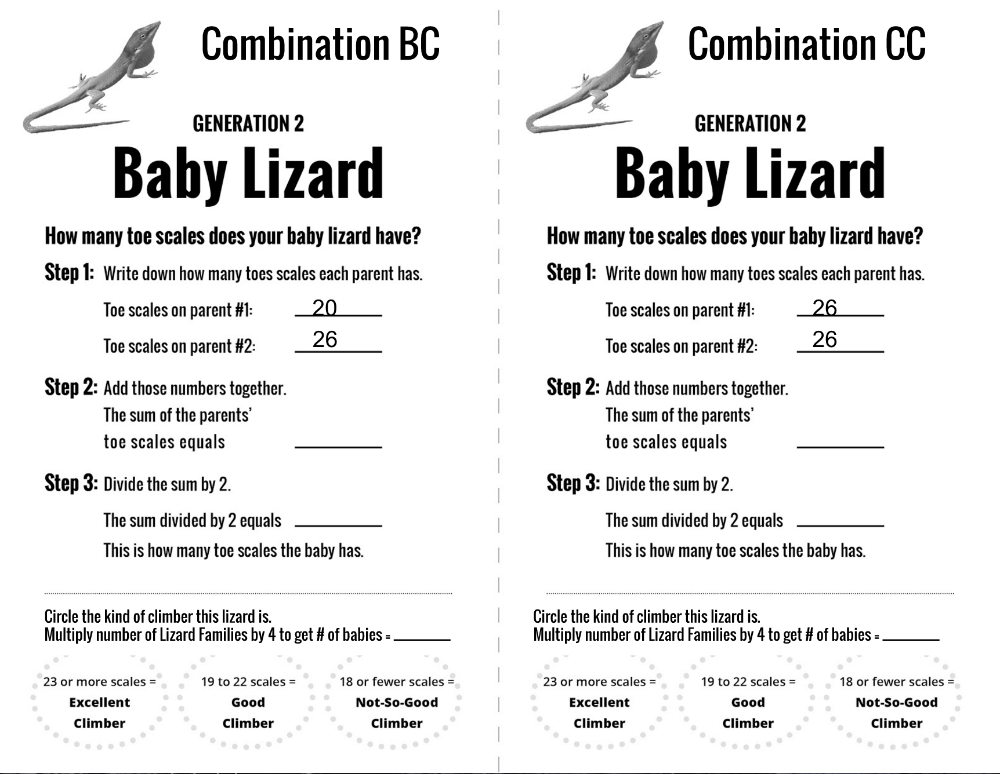 Combination BC
GENERATION 2
Baby Lizard
How many toe scales does your baby lizard have?
Step 1: Write down how many toes scales each parent has.
Toe scales on parent #1: 20
Toe scales on parent #2: 26
Step 2: Add those numbers together.
The sum of the parents’
toe scales equals
Step 3: Divide the sum by 2.
The sum divided by 2 equals
This is how many toe scales the baby has.
Circle the kind of climber this lizard is.
Multiply number of Lizard Families by 4 to get # of babies =
23 or more scales =
Excellent
Climber
19 to 22 scales =
Good
Climber
18 or fewer scales =
Not-So-Good
Climber
Combination CC
GENERATION 2
Baby Lizard
How many toe scales does your baby lizard have?
Step 1: Write down how many toes scales each parent has.
Toe scales on parent #1: 26
Toe scales on parent #2: 26
Step 2: Add those numbers together.
The sum of the parents’
toe scales equals
Step 3: Divide the sum by 2.
The sum divided by 2 equals
This is how many toe scales the baby has.
Circle the kind of climber this lizard is.
Multiply number of Lizard Families by 4 to get # of babies =
23 or more scales =
Excellent
Climber
19 to 22 scales =
Good
Climber
18 or fewer scales =
Not-So-Good
Climber